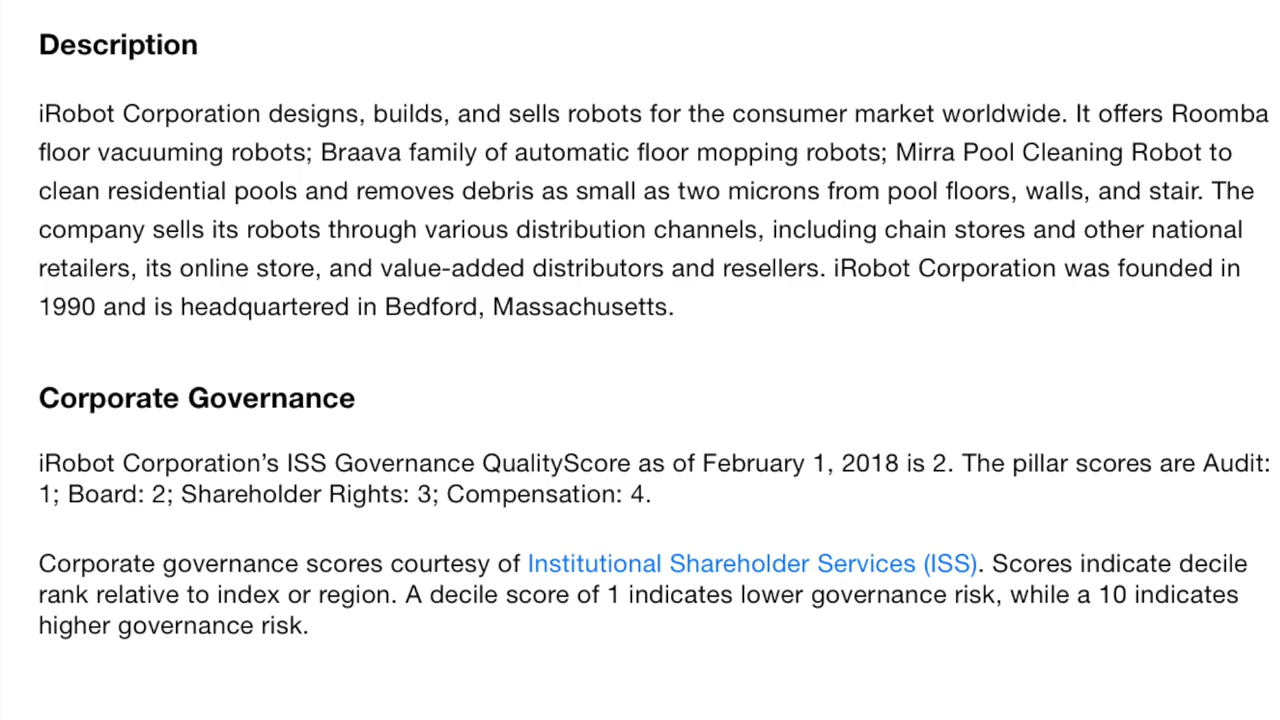 Description
iRobot Corporation designs, builds, and sells robots for the consumer market worldwide. It offers Roomba
floor vacuuming robots; Braava family of automatic floor mopping robots; Mirra Pool Cleaning Robot to
clean residential pools and removes debris as small as two microns from pool floors, walls, and stair. The
company sells its robots through various distribution channels, including chain stores and other national
retailers, its online store, and value-added distributors and resellers. iRobot Corporation was founded in
1990 and is headquartered in Bedford, Massachusetts.
Corporate Governance
iRobot Corporation’s ISS Governance QualityScore as of February 1, 2018 is 2. The pillar scores are Audit:
1; Board: 2; Shareholder Rights: 3; Compensation: 4.
Corporate governance scores courtesy of Institutional Shareholder Services (ISS). Scores indicate decile
rank relative to index or region. A decile score of 1 indicates lower governance risk, while a 10 indicates
higher governance risk.